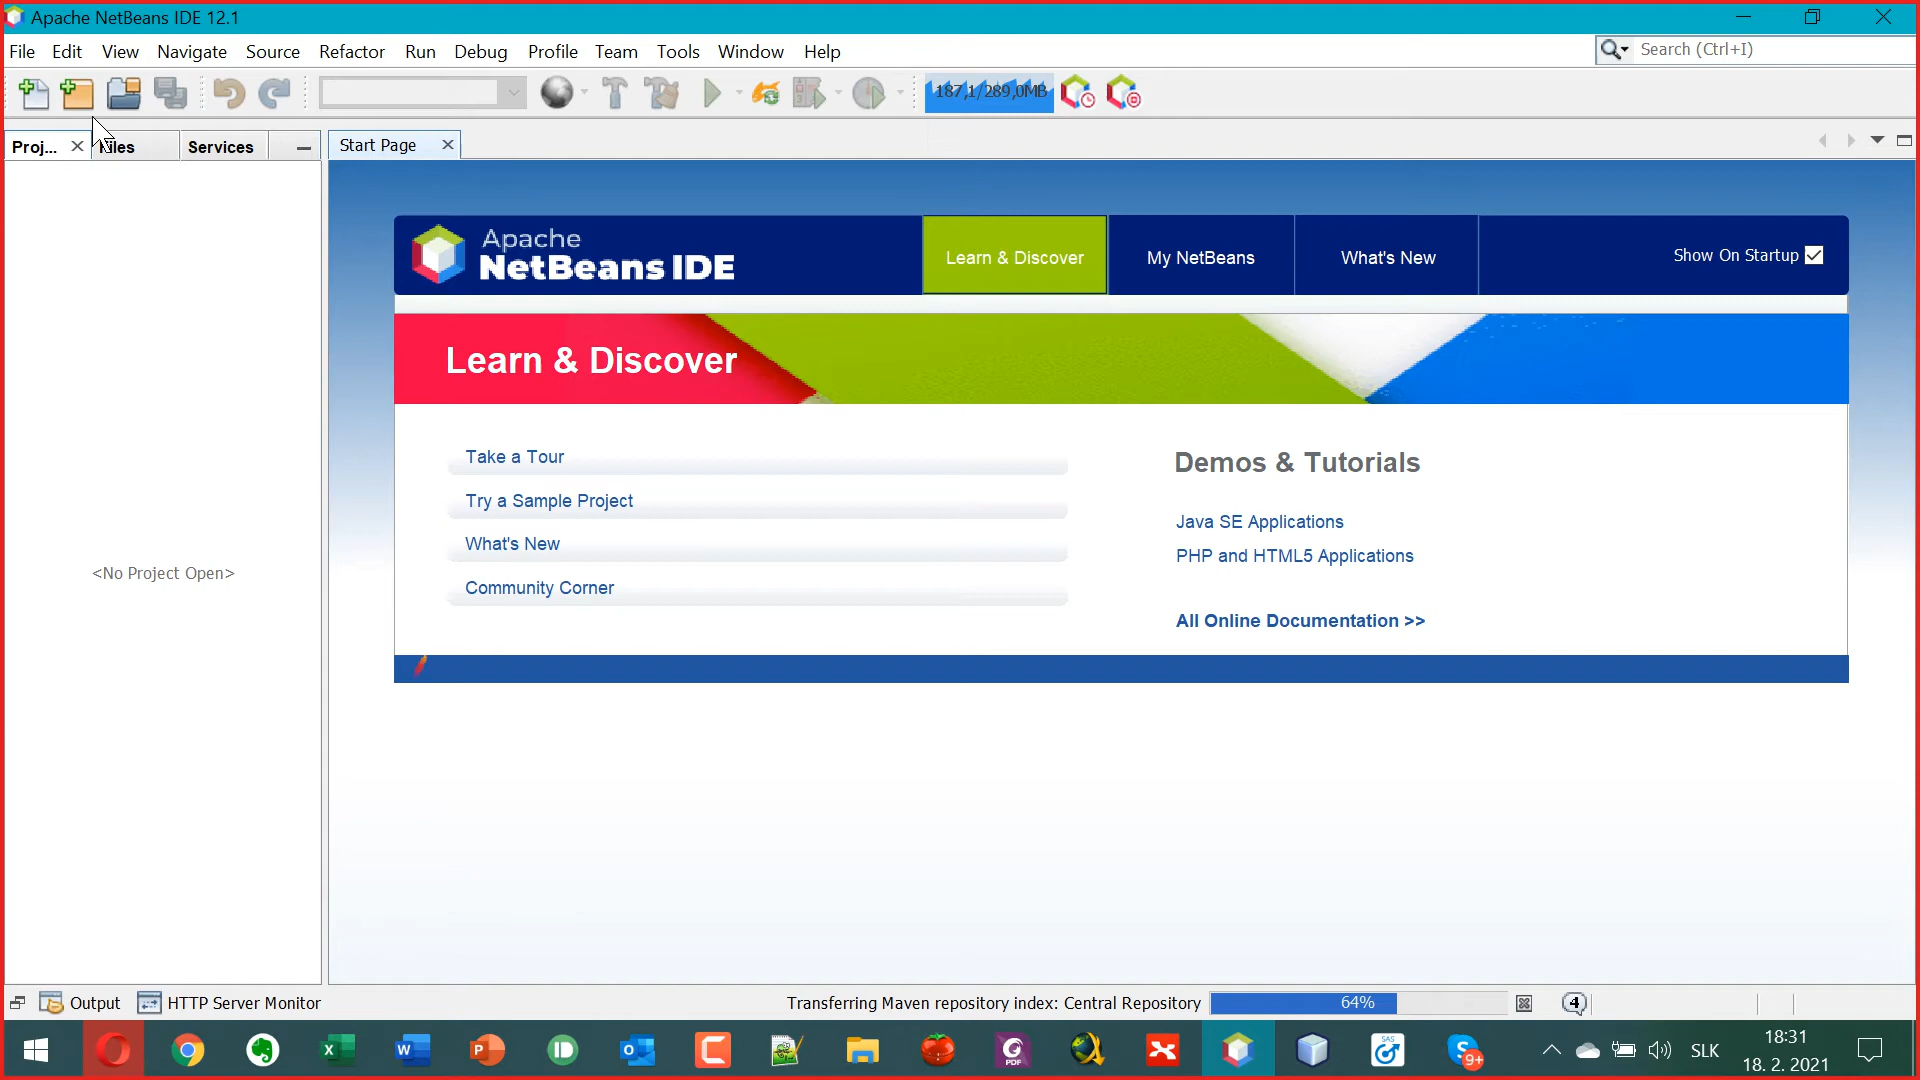 Apache NetBeans IDE 12.1
File Edit View Navigate Source Refactor Run Debug Profile Team Tools Window Help
Search (Ctrl+I)
187,1/289,0MB
Proj... Files Services
Start Page
Apache
NetBeans IDE
Learn & Discover
My NetBeans
What's New
Show On Startup
Learn & Discover
Take a Tour
Try a Sample Project
What's New
Community Corner
Demos & Tutorials
Java SE Applications
PHP and HTML5 Applications
All Online Documentation >>
<No Project Open>
Output HTTP Server Monitor
Transferring Maven repository index: Central Repository 64% 4
SLK
18:31
18. 2. 2021
9+
PDF
SAS